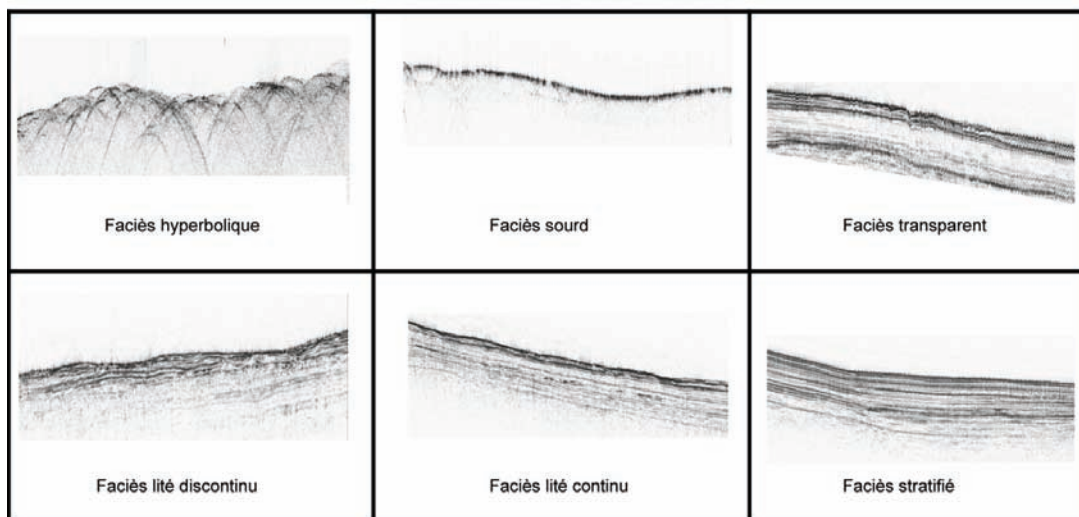 Faciès hyperbolique
Faciès sourd
Faciès transparent
Faciès lité discontinu
Faciès lité continu
Faciès stratifié